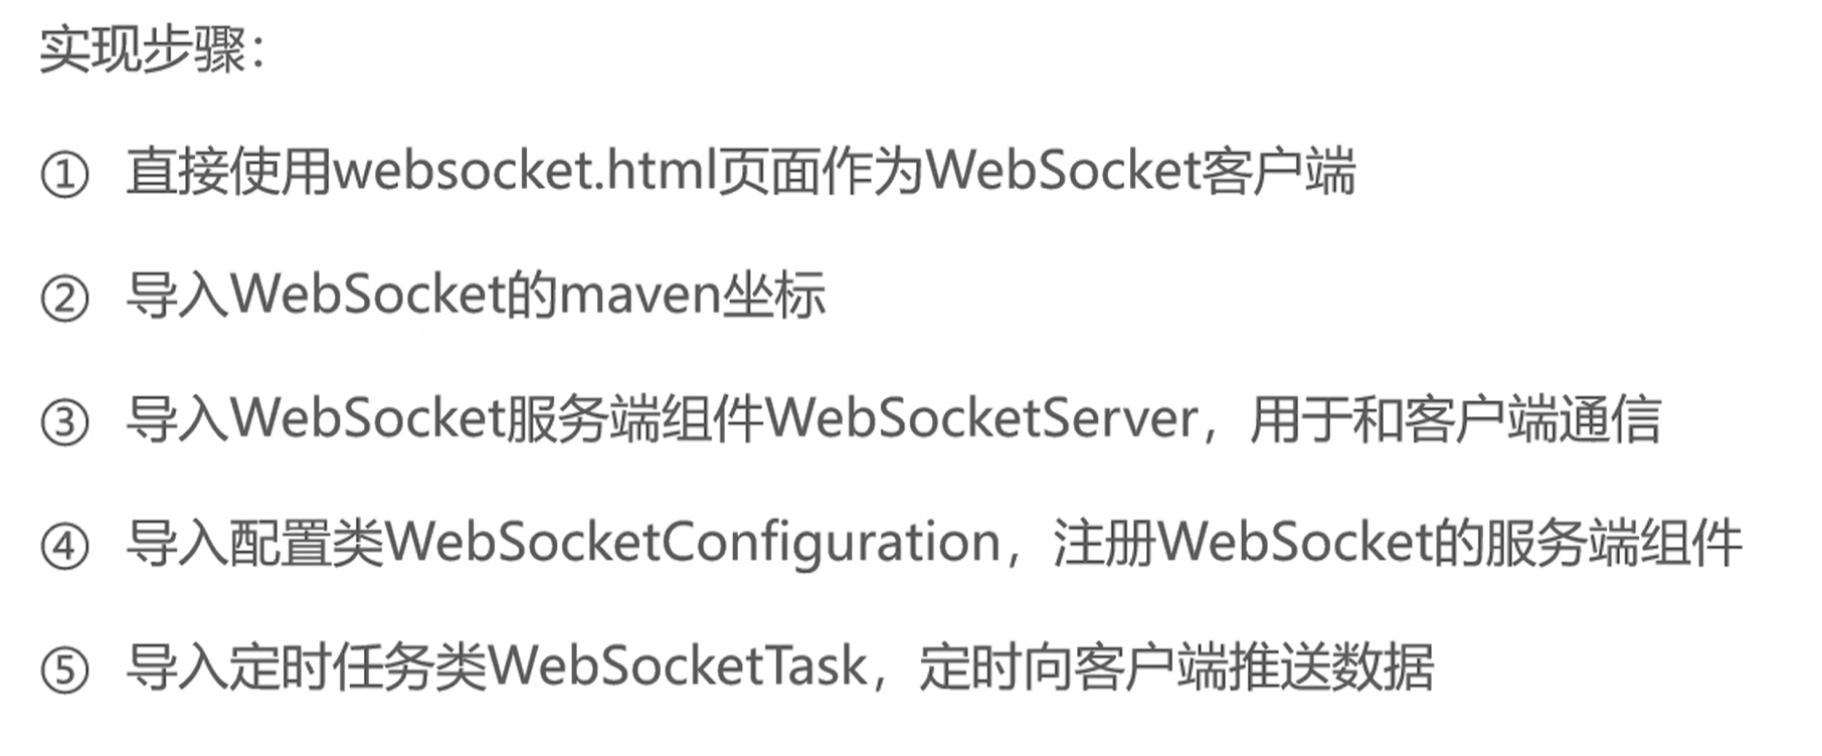 实现步骤：
① 直接使用websocket.html页面作为WebSocket客户端
② 导入WebSocket的maven坐标
③ 导入WebSocket服务端组件WebSocketServer，用于和客户端通信
④ 导入配置类WebSocketConfiguration，注册WebSocket的服务端组件
⑤ 导入定时任务类WebSocketTask，定时向客户端推送数据